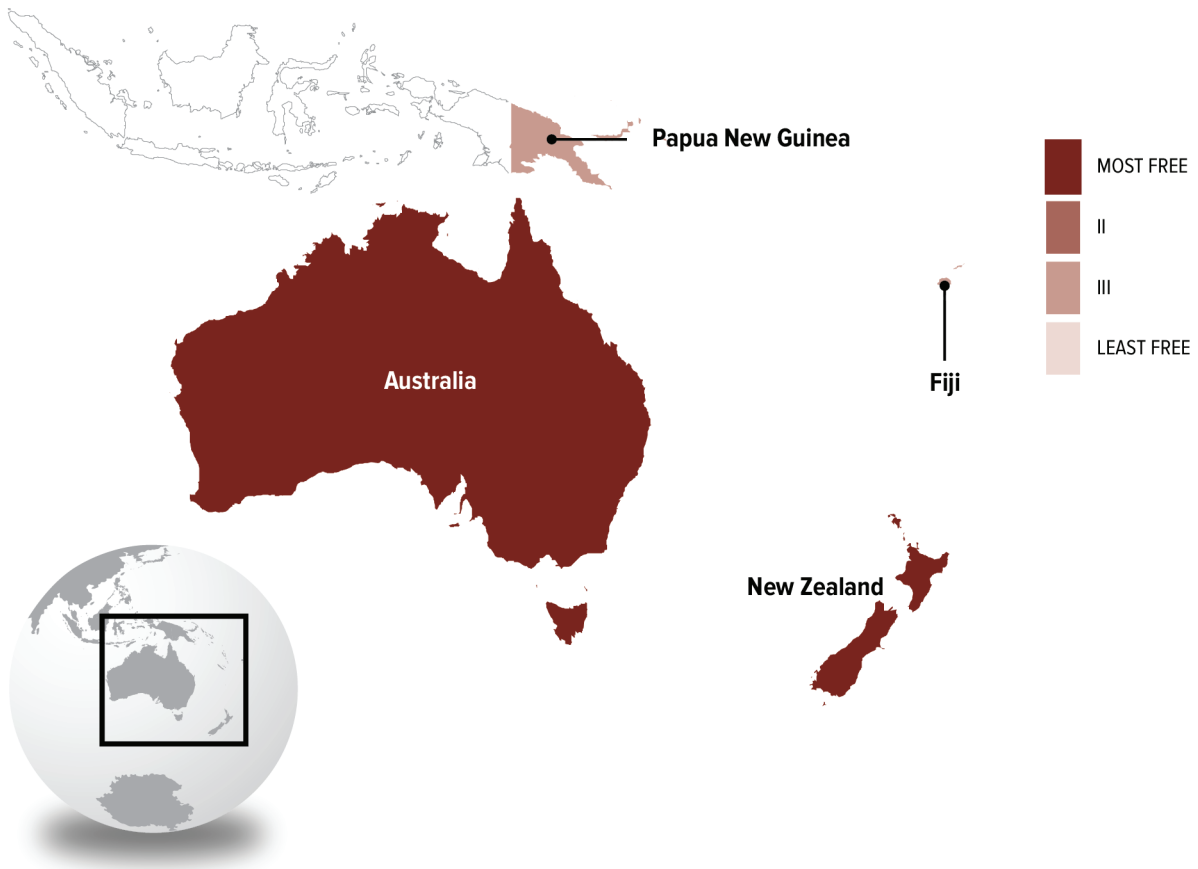 Papua New Guinea
MOST FREE
II
III
LEAST FREE
Australia
Fiji
New Zealand